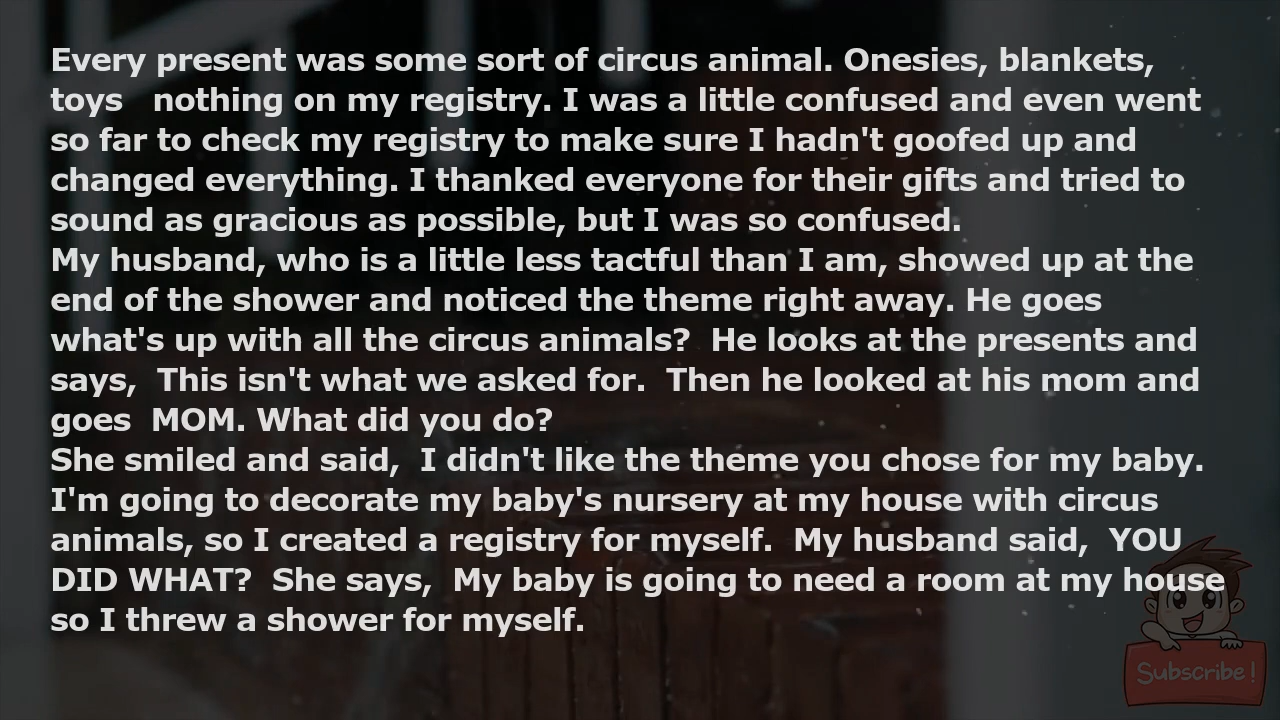 Every present was some sort of circus animal. Onesies, blankets,
toys   nothing on my registry. I was a little confused and even went
so far to check my registry to make sure I hadn't goofed up and
changed everything. I thanked everyone for their gifts and tried to
sound as gracious as possible, but I was so confused.
My husband, who is a little less tactful than I am, showed up at the
end of the shower and noticed the theme right away. He goes
what's up with all the circus animals?  He looks at the presents and
says,  This isn't what we asked for.  Then he looked at his mom and
goes  MOM. What did you do?
She smiled and said,  I didn't like the theme you chose for my baby.
I'm going to decorate my baby's nursery at my house with circus
animals, so I created a registry for myself.  My husband said,  YOU
DID WHAT?  She says,  My baby is going to need a room at my house
so I threw a shower for myself.
Subscribe!